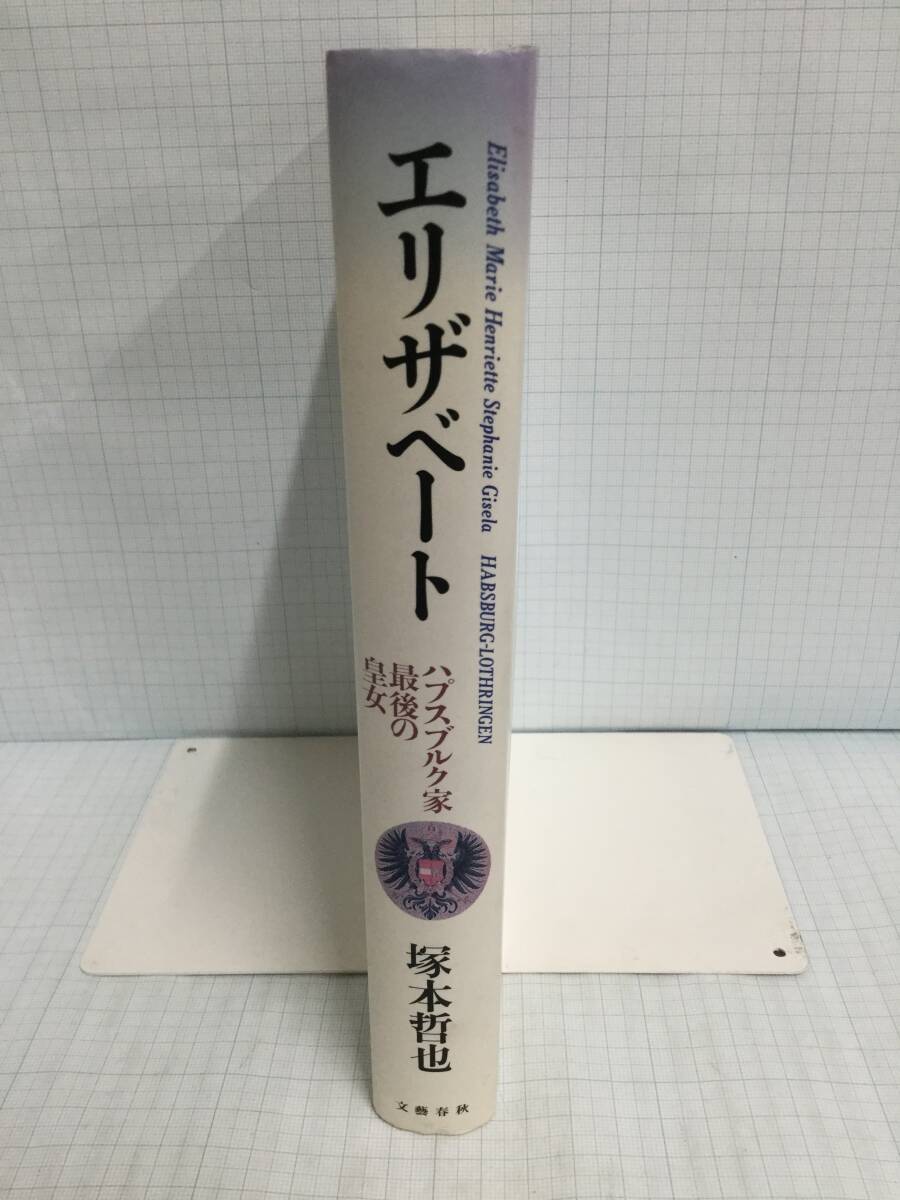 エリザベート
Elisabeth Marie Henriette Stephanie Gisela HABSBURG-LOTHRINGEN
ハプスブルク家
最後の
皇女
塚本哲也
文藝春秋